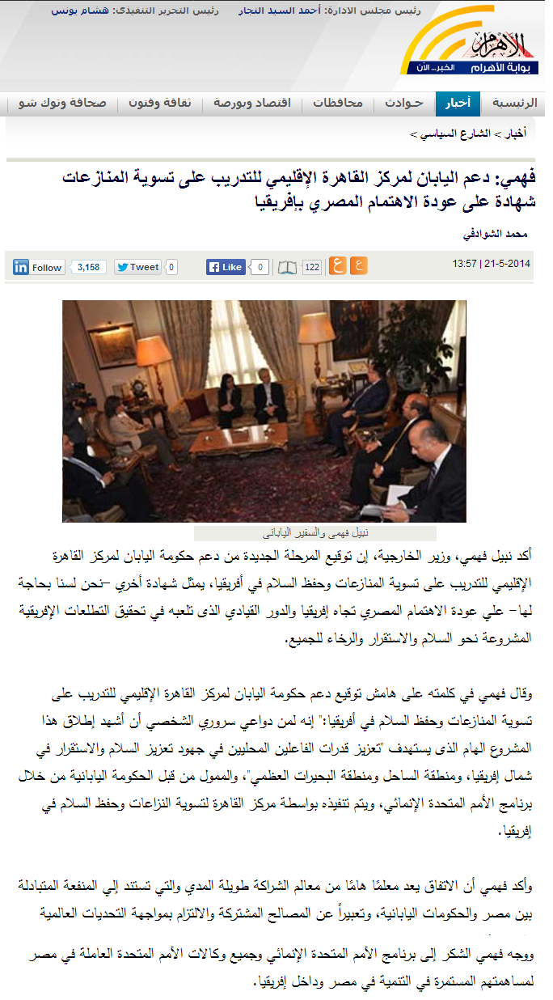 رئيس مجلس الادارة: أحمد السيد النجار رئيس التحرير التنفيذى: هشام يونس
الأهرام
بوابة الأهرام الخبر... الآن
الرئيسية أخبار حـوادث محافظات اقتصاد وبورصة ثقافة وفنون صحافة وتوك شو
أخبار > الشارع السياسي >
فهمي: دعم اليابان لمركز القاهرة الإقليمي للتدريب على تسوية المنازعات
شهادة على عودة الاهتمام المصري بإفريقيا
محمد الشوادفي
21-5-2014 | 13:57
ع ع 122 Like 0 Tweet 0 in Follow 3,158
نبيل فهمى والسفير اليابانى
أكد نبيل فهمي، وزير الخارجية، إن توقيع المرحلة الجديدة من دعم حكومة اليابان لمركز القاهرة
الإقليمي للتدريب على تسوية المنازعات وحفظ السلام في أفريقيا، يمثل شهادة أخري –نحن لسنا بحاجة
لها– علي عودة الاهتمام المصري تجاه إفريقيا والدور القيادي الذى تلعبه في تحقيق التطلعات الإفريقية
المشروعة نحو السلام والاستقرار والرخاء للجميع.
وقال فهمي في كلمته على هامش توقيع دعم حكومة اليابان لمركز القاهرة الإقليمي للتدريب على
تسوية المنازعات وحفظ السلام في أفريقيا:" إنه لمن دواعي سروري الشخصي أن أشهد إطلاق هذا
المشروع الهام الذى يستهدف "تعزيز قدرات الفاعلين المحليين في جهود تعزيز السلام والاستقرار في
شمال إفريقيا، ومنطقة الساحل ومنطقة البحيرات العظمي"، والممول من قبل الحكومة اليابانية من خلال
برنامج الأمم المتحدة الإنمائي، ويتم تنفيذه بواسطة مركز القاهرة لتسوية النزاعات وحفظ السلام في
إفريقيا.
وأكد فهمي أن الاتفاق يعد معلمًا هامًا من معالم الشراكة طويلة المدي والتي تستند إلي المنفعة المتبادلة
بين مصر والحكومات اليابانية، وتعبيراً عن المصالح المشتركة والالتزام بمواجهة التحديات العالمية
ووجه فهمي الشكر إلى برنامج الأمم المتحدة الإنمائي وجميع وكالات الأمم المتحدة العاملة في مصر
لمساهمتهم المستمرة في التنمية في مصر وداخل إفريقيا.